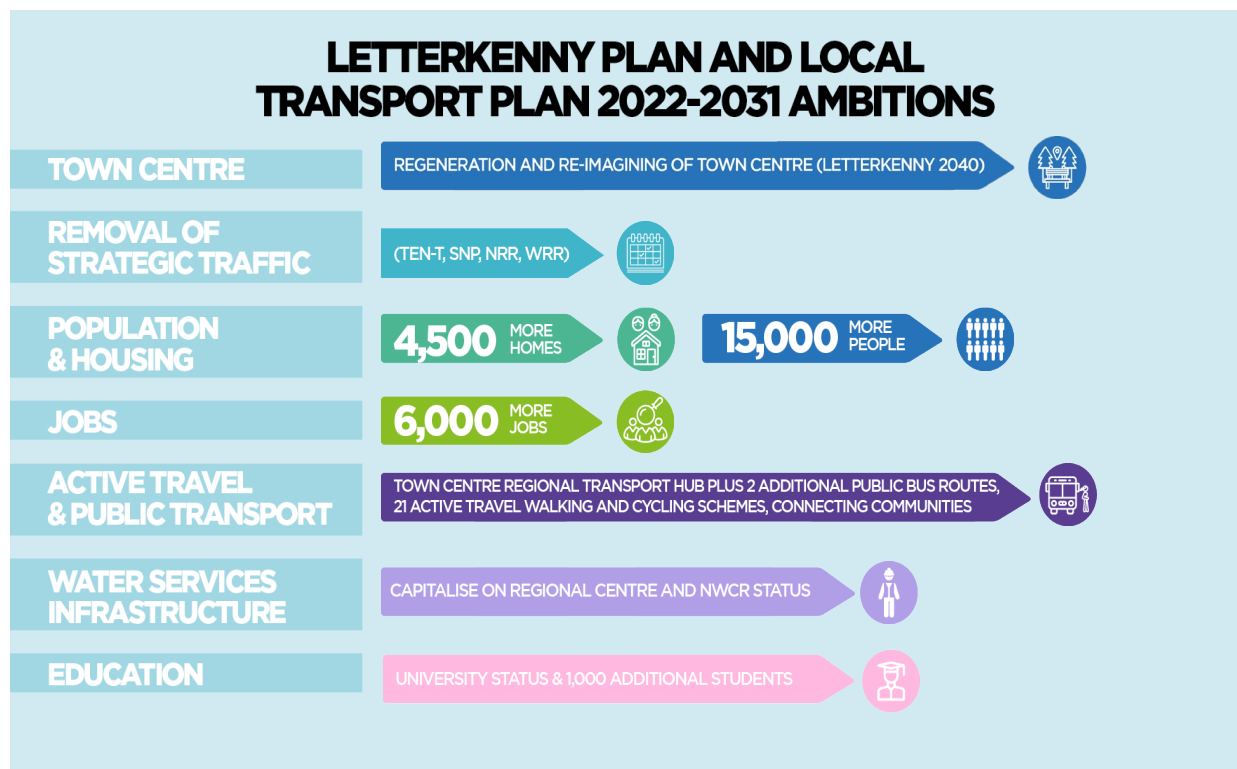 LETTERKENNY PLAN AND LOCAL
TRANSPORT PLAN 2022-2031 AMBITIONS
TOWN CENTRE
REGENERATION AND RE-IMAGINING OF TOWN CENTRE (LETTERKENNY 2040)
REMOVAL OF
STRATEGIC TRAFFIC
(TEN-T, SNP, NRR, WRR)
POPULATION
& HOUSING
4,500 MORE
HOMES
15,000 MORE
PEOPLE
JOBS
6,000 MORE
JOBS
ACTIVE TRAVEL
& PUBLIC TRANSPORT
TOWN CENTRE REGIONAL TRANSPORT HUB PLUS 2 ADDITIONAL PUBLIC BUS ROUTES,
21 ACTIVE TRAVEL WALKING AND CYCLING SCHEMES, CONNECTING COMMUNITIES
WATER SERVICES
INFRASTRUCTURE
CAPITALISE ON REGIONAL CENTRE AND NWCR STATUS
EDUCATION
UNIVERSITY STATUS & 1,000 ADDITIONAL STUDENTS